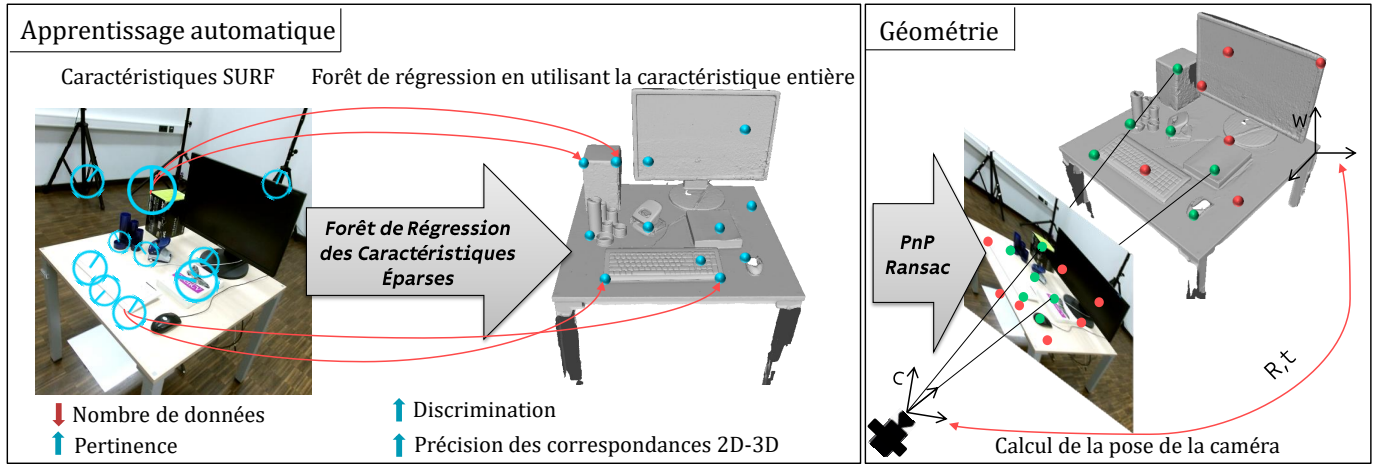 Apprentissage automatique
Caractéristiques SURF
Forêt de régression en utilisant la caractéristique entière
Forêt de Régression
des Caractéristiques
Éparses
Nombre de données
Pertinence
Discrimination
Précision des correspondances 2D-3D
Géométrie
W
PnP
Ransac
C
R,t
Calcul de la pose de la caméra